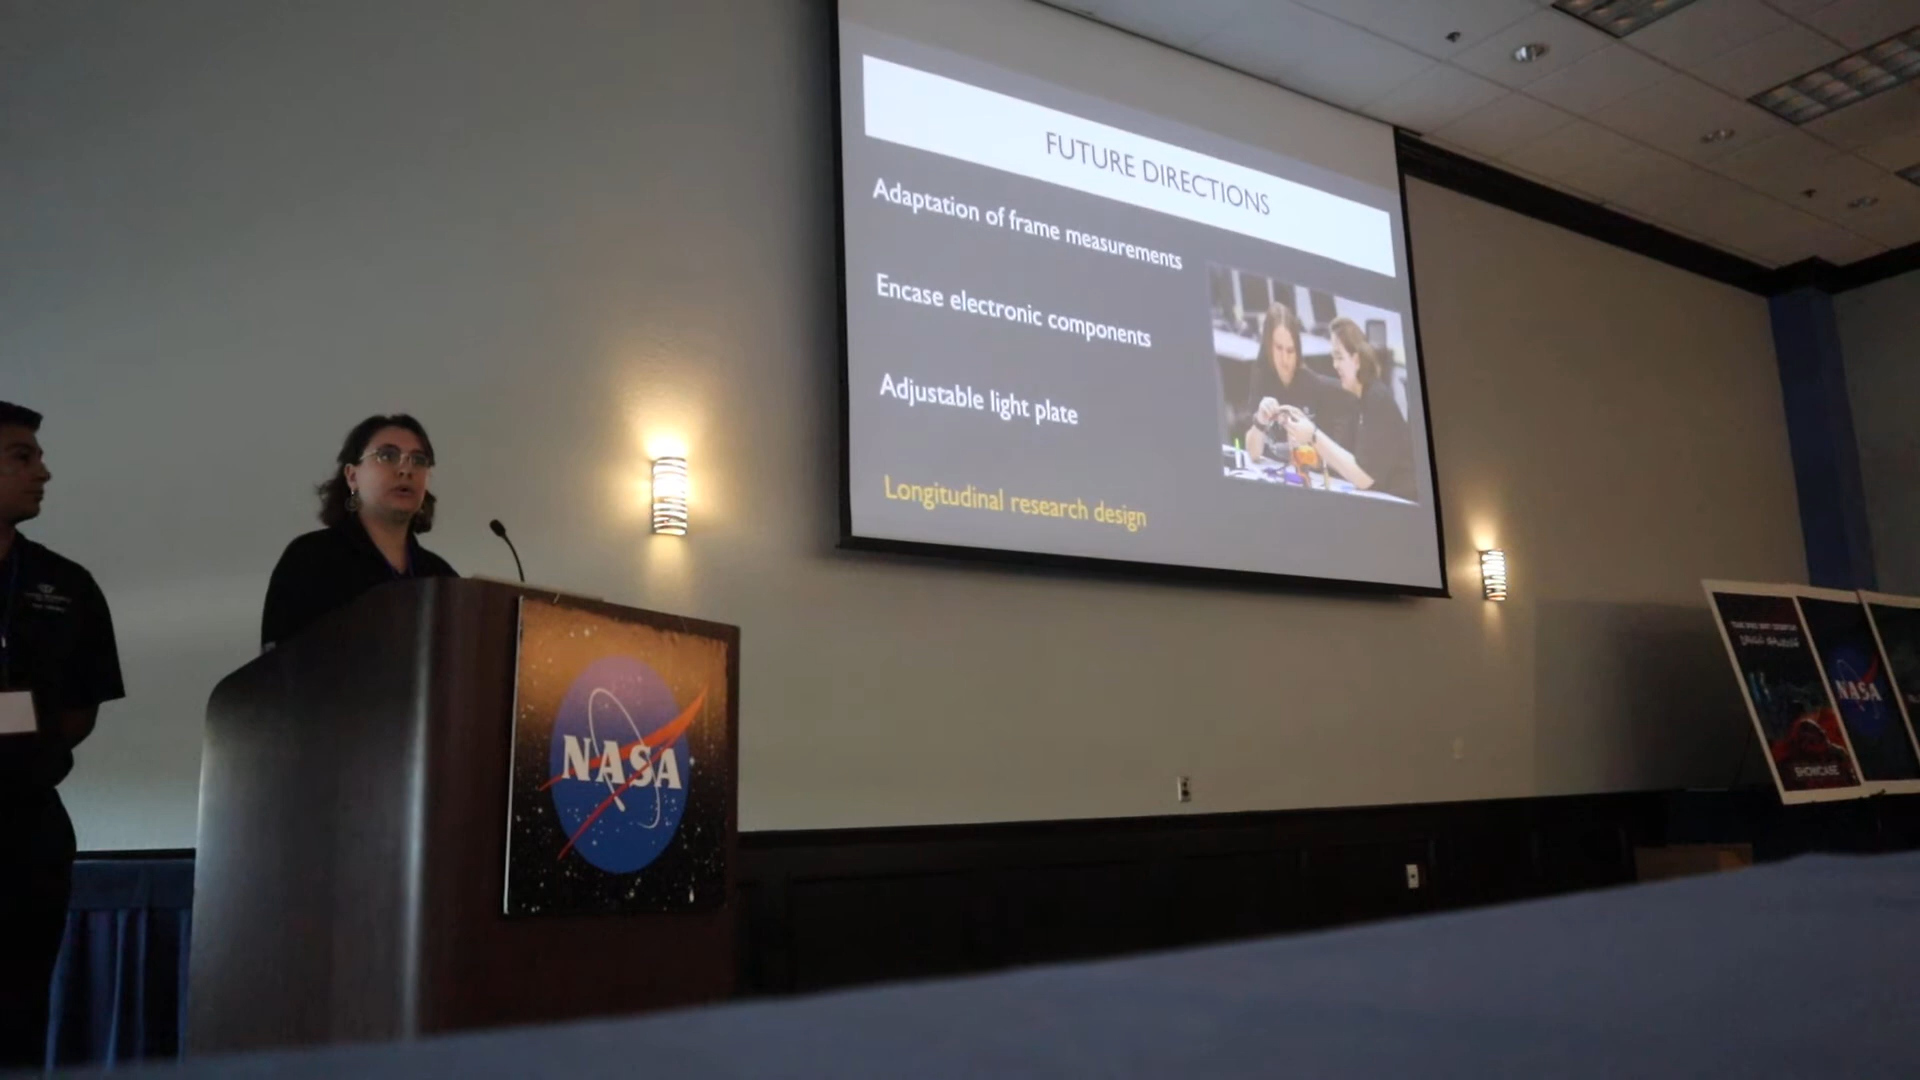 FUTURE DIRECTIONS
Adaptation of frame measurements
Encase electronic components
Adjustable light plate
Longitudinal research design
NASA
NASA
SHOWCASE